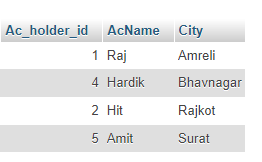 Ac_holder_id AcName City
1 Raj Amreli
4 Hardik Bhavnagar
2 Hit Rajkot
5 Amit Surat